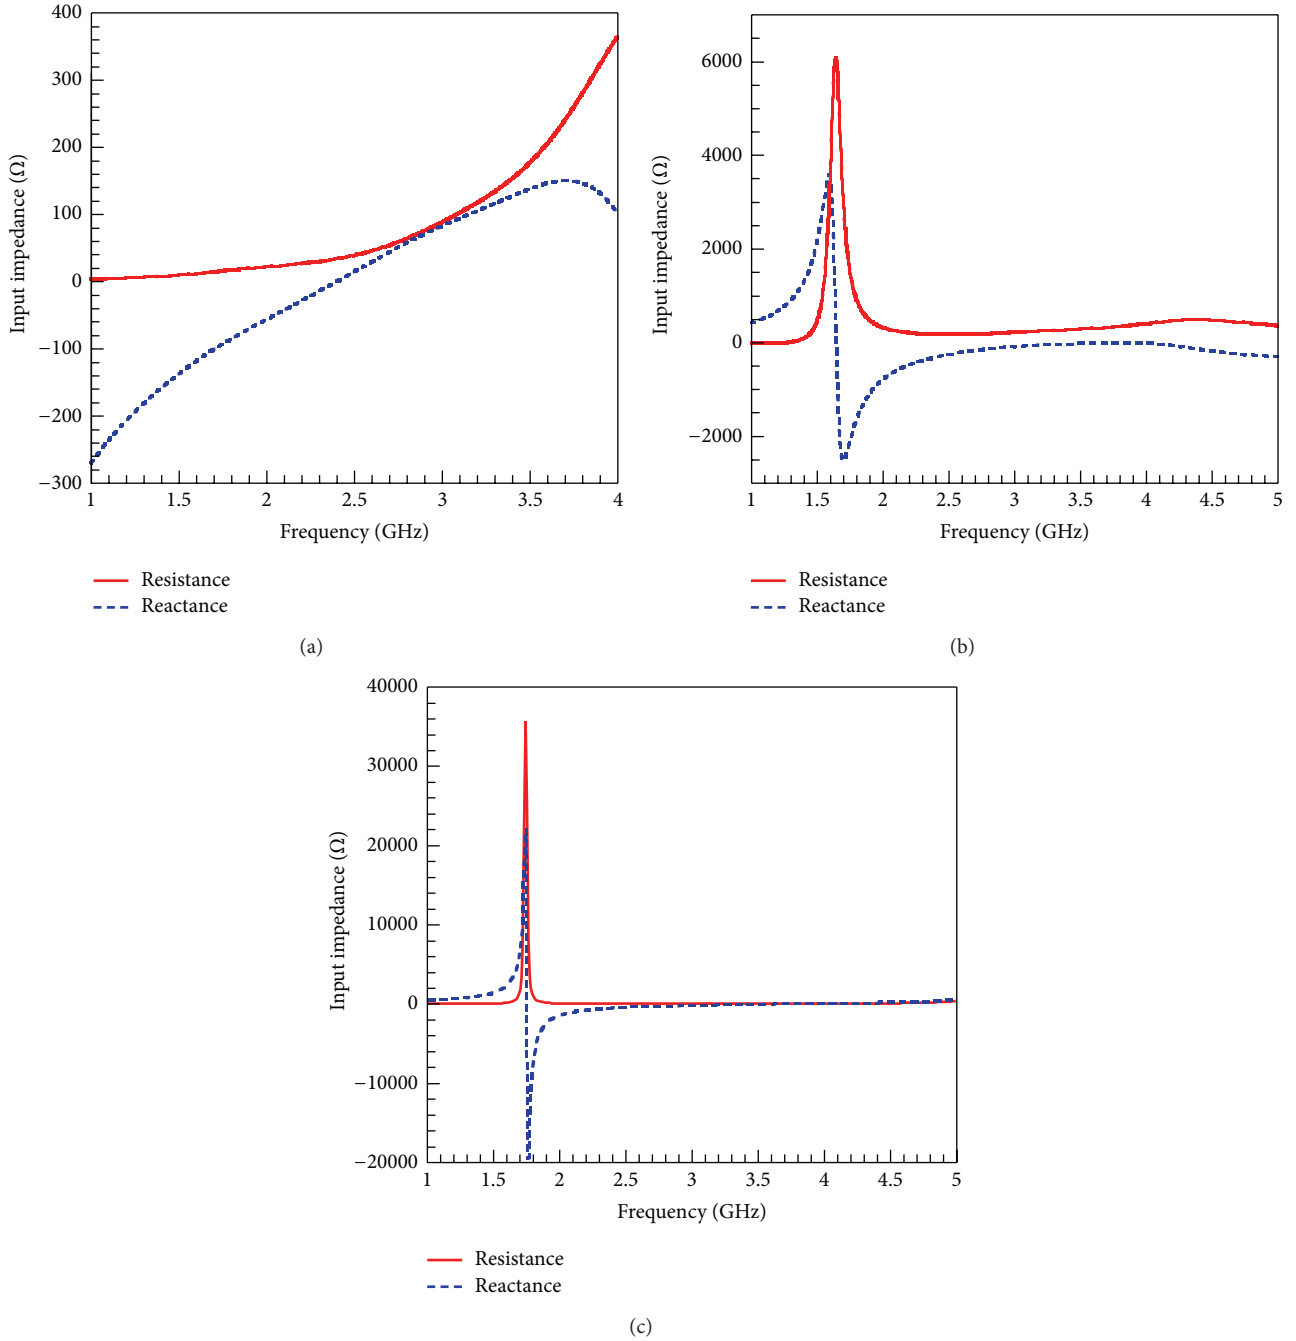 400
300
200
100
0
−100
−200
−300
Input impedance (Ω)
1 1.5 2 2.5 3 3.5 4
Frequency (GHz)
Resistance
Reactance
(a)
6000
4000
2000
0
−2000
Input impedance (Ω)
1 1.5 2 2.5 3 3.5 4 4.5 5
Frequency (GHz)
Resistance
Reactance
(b)
40000
30000
20000
10000
0
−10000
−20000
Input impedance (Ω)
1 1.5 2 2.5 3 3.5 4 4.5 5
Frequency (GHz)
Resistance
Reactance
(c)